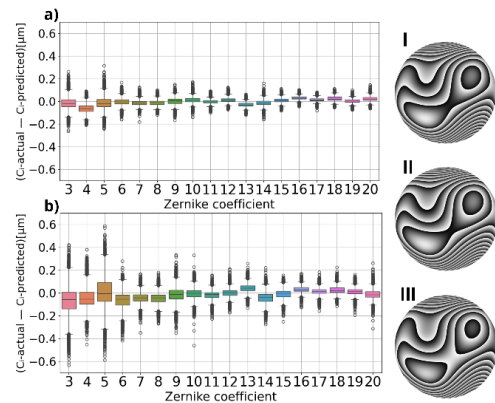 a)
(Cᵢ-actual — Cᵢ-predicted)[µm]
0.6
0.4
0.2
0.0
−0.2
−0.4
−0.6
3 4 5 6 7 8 9 10 11 12 13 14 15 16 17 18 19 20
Zernike coefficient
b)
(Cᵢ-actual — Cᵢ-predicted)[µm]
0.6
0.4
0.2
0.0
−0.2
−0.4
−0.6
3 4 5 6 7 8 9 10 11 12 13 14 15 16 17 18 19 20
Zernike coefficient
I
II
III